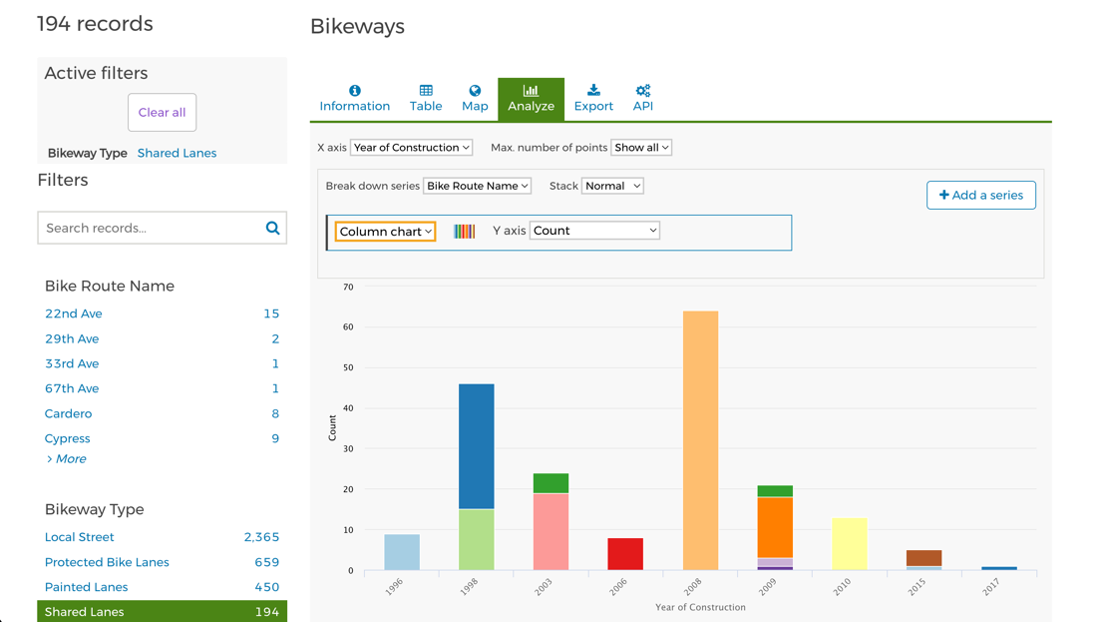 194 records
Active filters
Clear all
Bikeway Type Shared Lanes
Filters
Search records...
Bike Route Name
22nd Ave 15
29th Ave 2
33rd Ave 1
67th Ave 1
Cardero 8
Cypress 9
> More
Bikeway Type
Local Street 2,365
Protected Bike Lanes 659
Painted Lanes 450
Shared Lanes 194
Bikeways
Information Table Map Analyze Export API
X axis Year of Construction Max. number of points Show all
Break down series Bike Route Name Stack Normal
+ Add a series
Column chart Y axis Count
70
60
50
40
30
20
10
0
Count
1996 1998 2003 2006 2008 2009 2010 2015 2017
Year of Construction